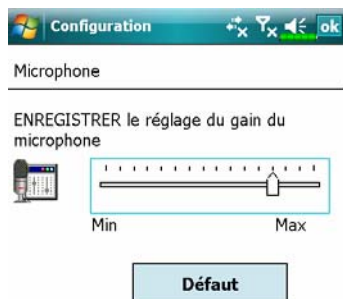 Configuration ok
Microphone
ENREGISTRER le réglage du gain du
microphone
Min Max
Défaut